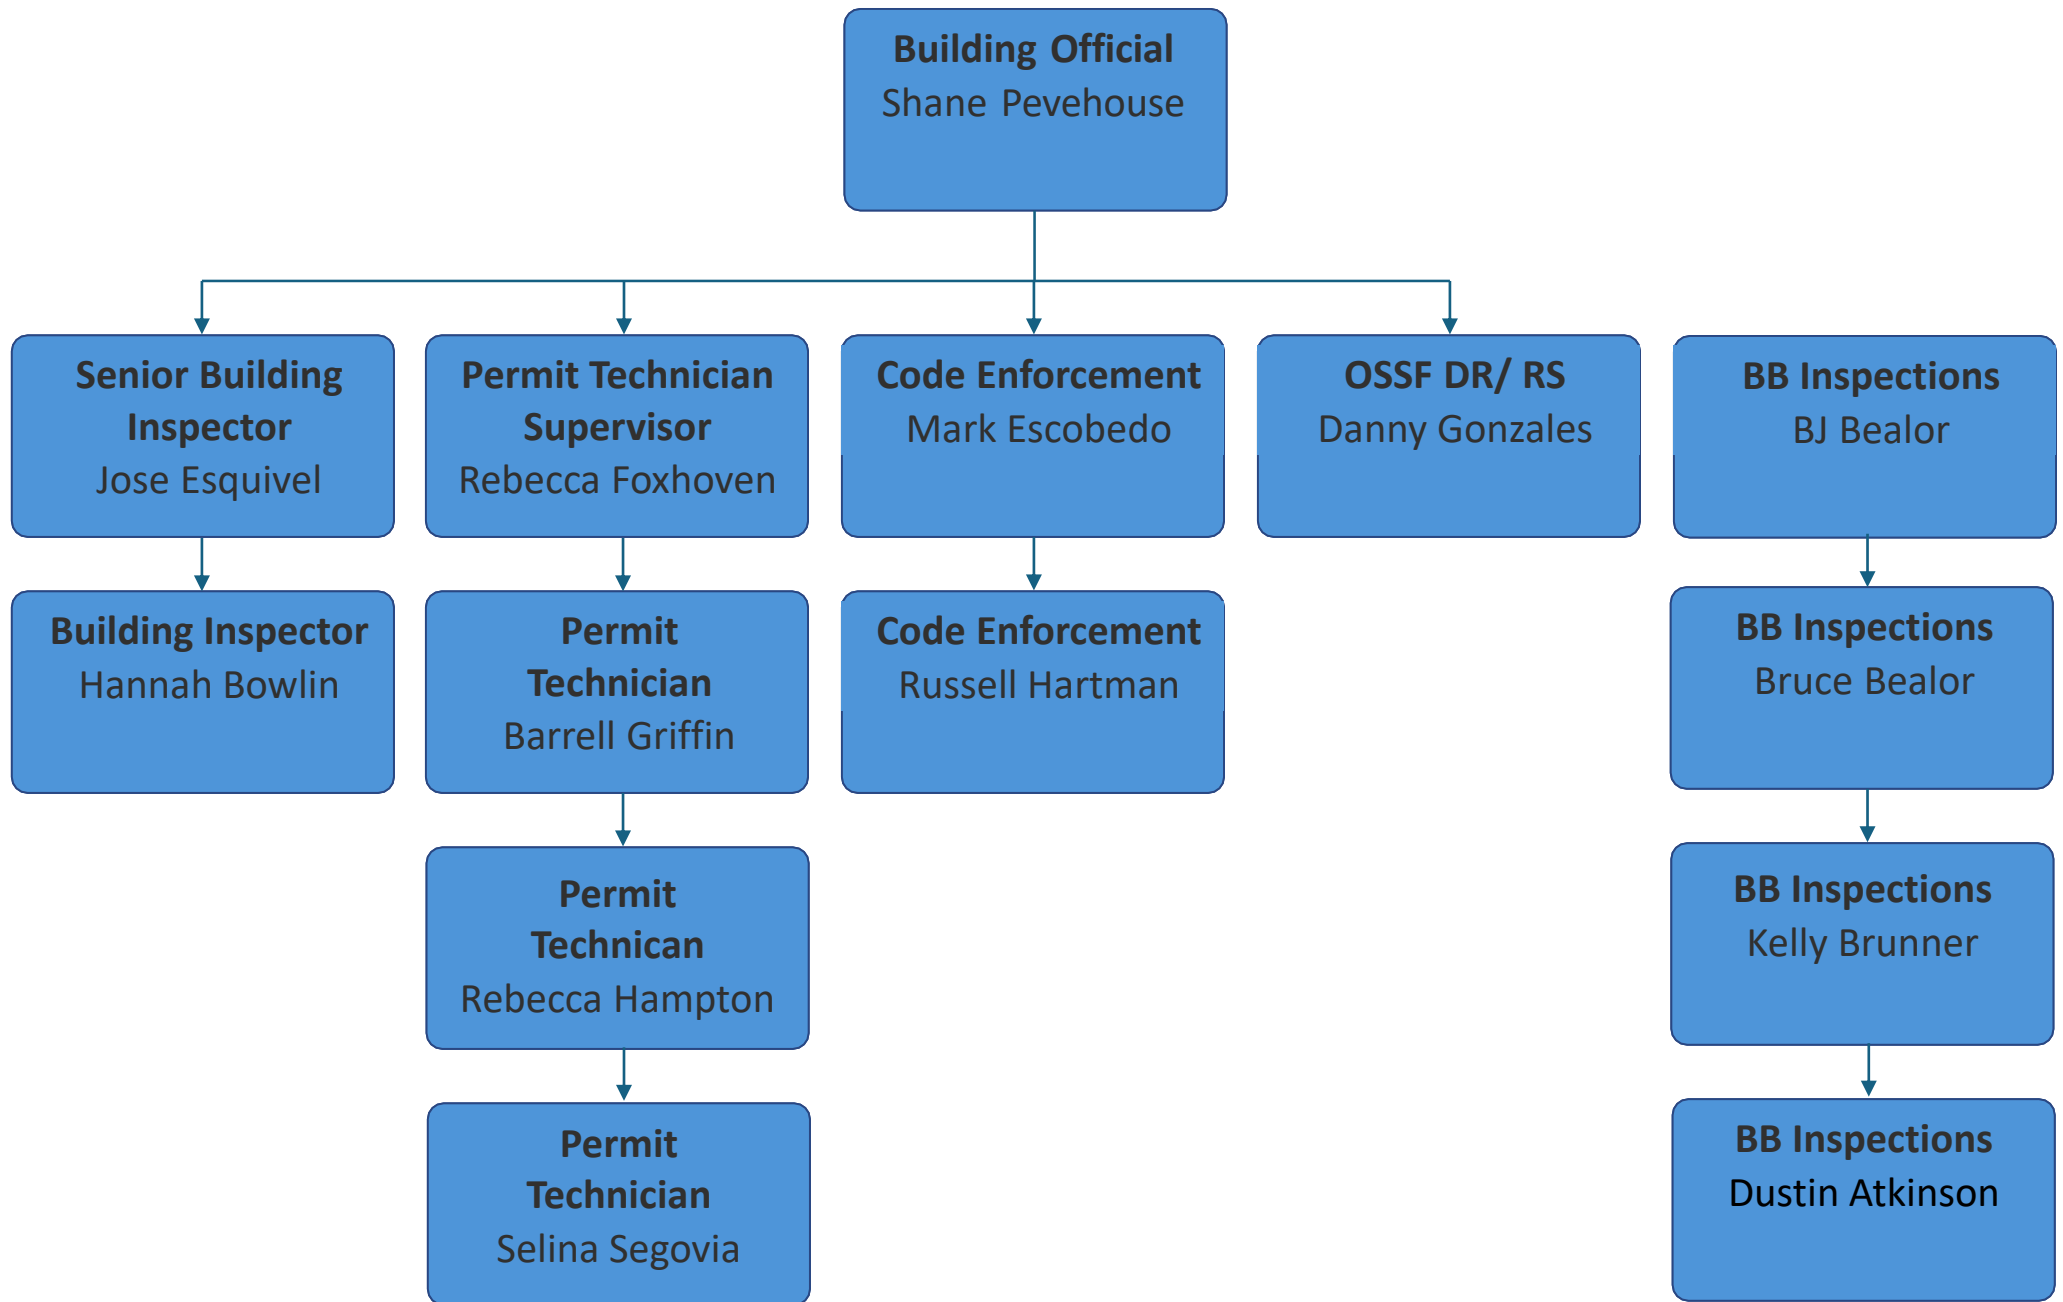 Building Official
Shane Pevehouse
Senior Building
Inspector
Jose Esquivel
Permit Technician
Supervisor
Rebecca Foxhoven
Code Enforcement
Mark Escobedo
OSSF DR/ RS
Danny Gonzales
BB Inspections
BJ Bealor
Building Inspector
Hannah Bowlin
Permit
Technician
Barrell Griffin
Code Enforcement
Russell Hartman
BB Inspections
Bruce Bealor
Permit
Technican
Rebecca Hampton
BB Inspections
Kelly Brunner
Permit
Technician
Selina Segovia
BB Inspections
Dustin Atkinson